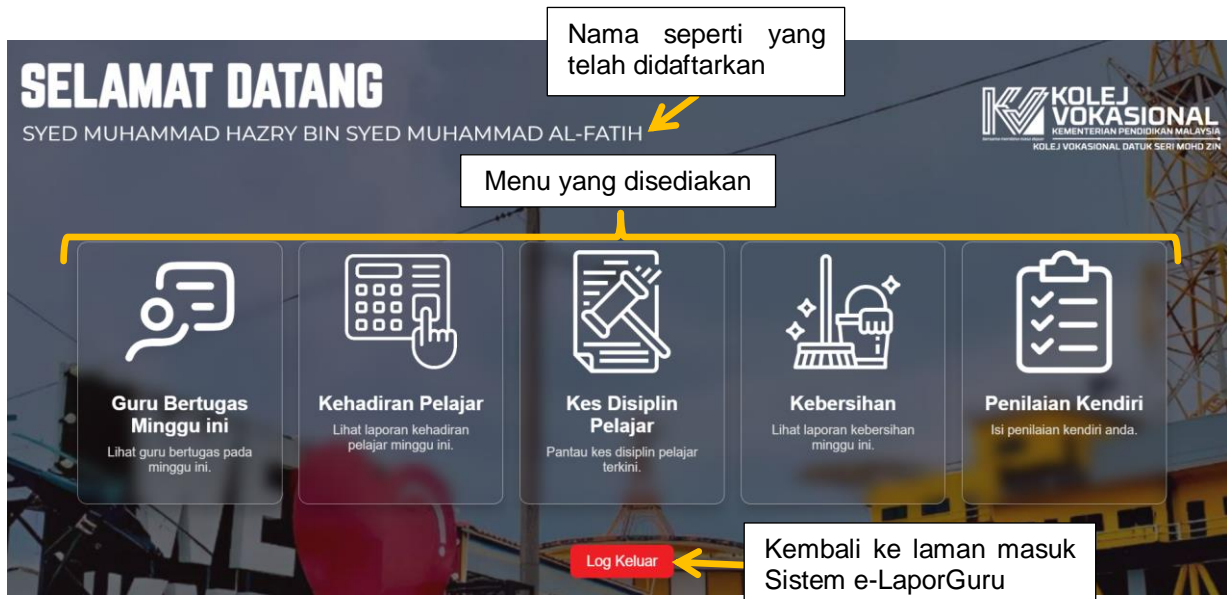 Nama seperti yang
telah didaftarkan
SELAMAT DATANG
SYED MUHAMMAD HAZRY BIN SYED MUHAMMAD AL-FATIH
KV KOLEJ
VOKASIONAL
KEMENTERIAN PENDIDIKAN MALAYSIA
KOLEJ VOKASIONAL DATUK SERI MOHD ZIN
Menu yang disediakan
Guru Bertugas
Minggu ini
Lihat guru bertugas pada
minggu ini.
Kehadiran Pelajar
Lihat laporan kehadiran
pelajar minggu ini.
Kes Disiplin
Pelajar
Pantau kes disiplin pelajar
terkini.
Kebersihan
Lihat laporan kebersihan
minggu ini.
Penilaian Kendiri
Isi penilaian kendiri anda.
Log Keluar
Kembali ke laman masuk
Sistem e-LaporGuru